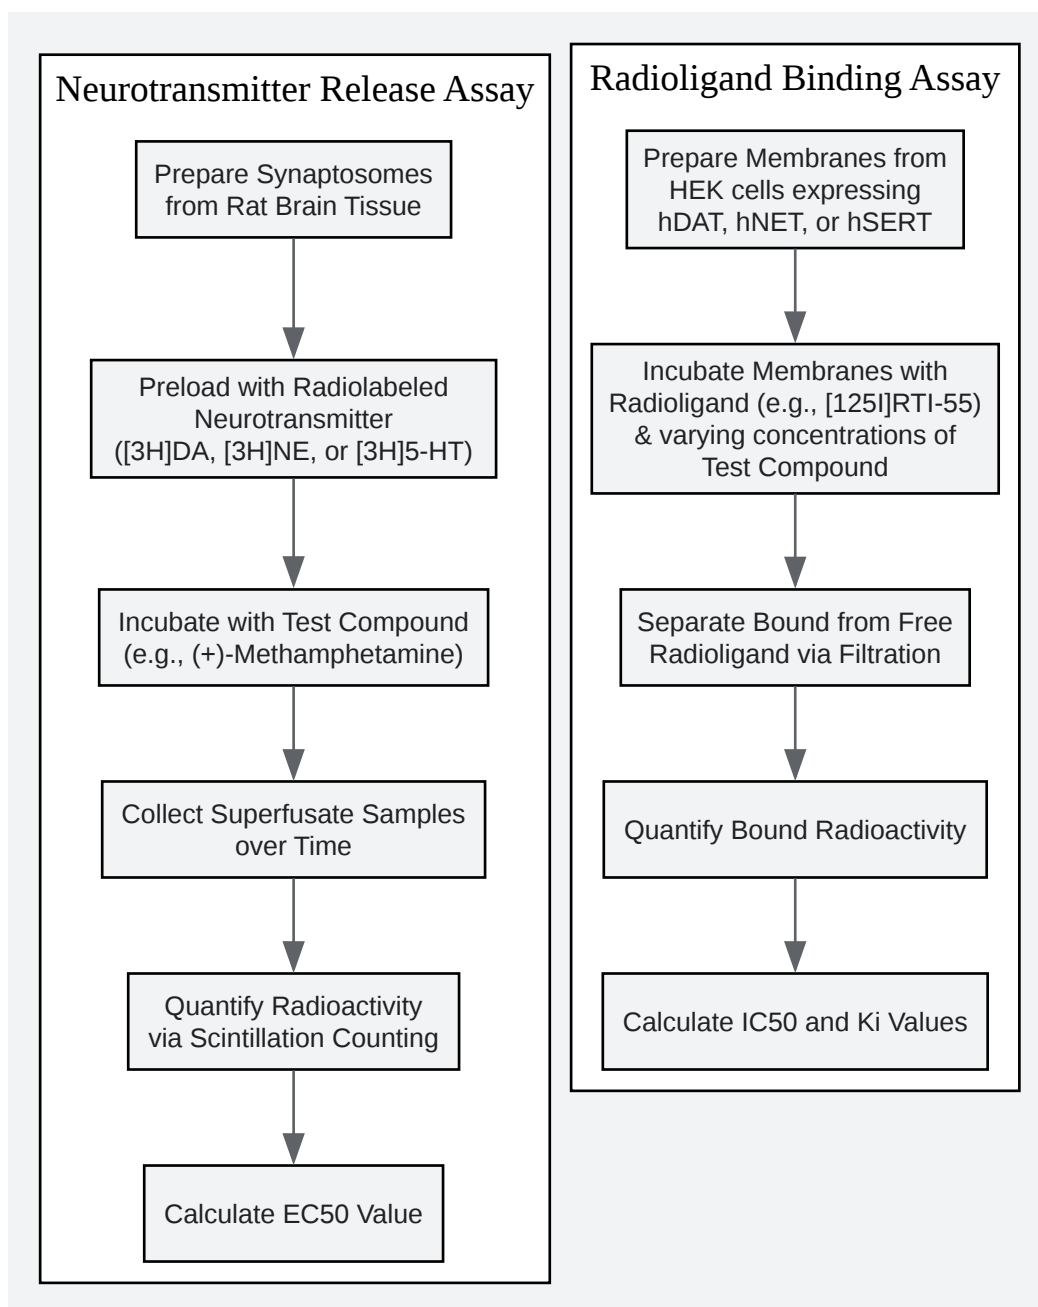 Neurotransmitter Release Assay
Prepare Synaptosomes
from Rat Brain Tissue
Preload with Radiolabeled
Neurotransmitter
([3H]DA, [3H]NE, or [3H]5-HT)
Incubate with Test Compound
(e.g., (+)-Methamphetamine)
Collect Superfusate Samples
over Time
Quantify Radioactivity
via Scintillation Counting
Calculate EC50 Value
Radioligand Binding Assay
Prepare Membranes from
HEK cells expressing
hDAT, hNET, or hSERT
Incubate Membranes with
Radioligand (e.g., [125I]RTI-55)
& varying concentrations of
Test Compound
Separate Bound from Free
Radioligand via Filtration
Quantify Bound Radioactivity
Calculate IC50 and Ki Values